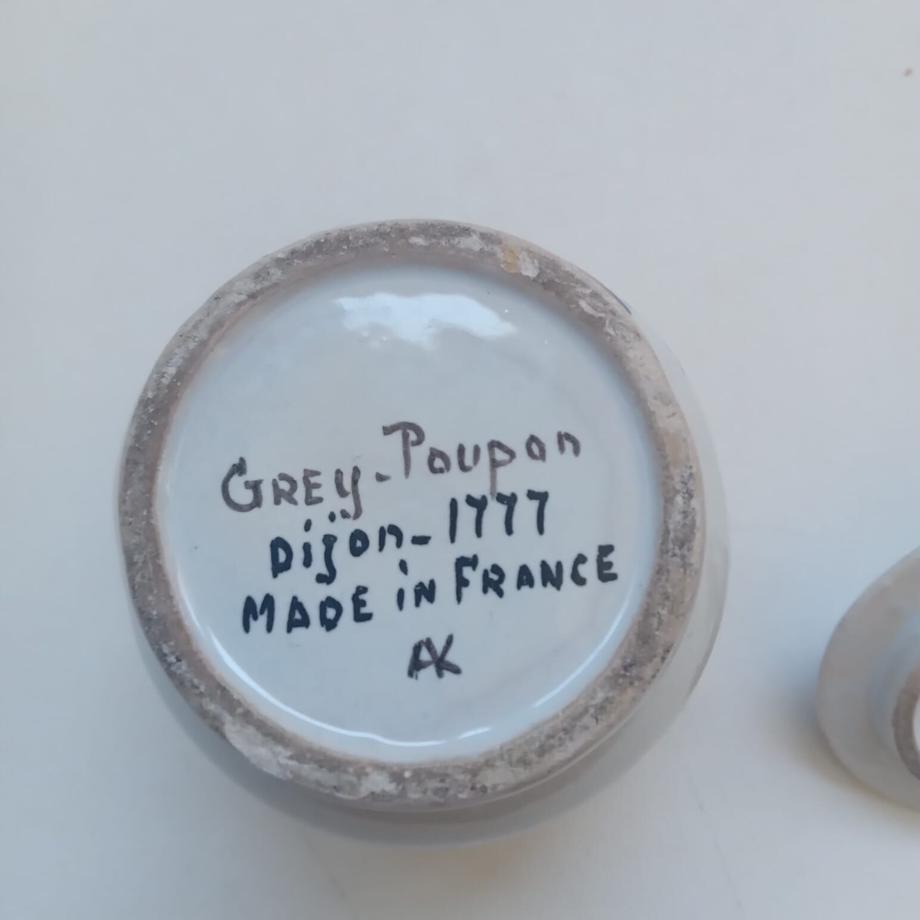 GREY-Poupon
Dijon-1777
MADE iN FRANCE
AK